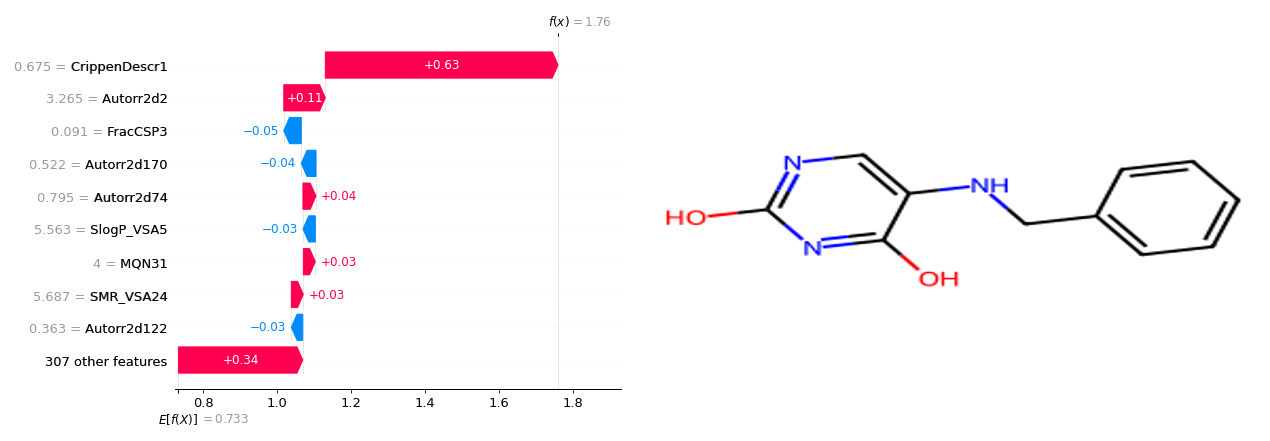 f(x) = 1.76
0.675 = CrippenDescr1
+0.63
3.265 = Autorr2d2
+0.11
0.091 = FracCSP3
−0.05
0.522 = Autorr2d170
−0.04
0.795 = Autorr2d74
+0.04
5.563 = SlogP_VSA5
−0.03
4 = MQN31
+0.03
5.687 = SMR_VSA24
+0.03
0.363 = Autorr2d122
−0.03
307 other features
+0.34
0.8 1.0 1.2 1.4 1.6 1.8
E[f(X)] = 0.733
N
NH
HO
N
OH